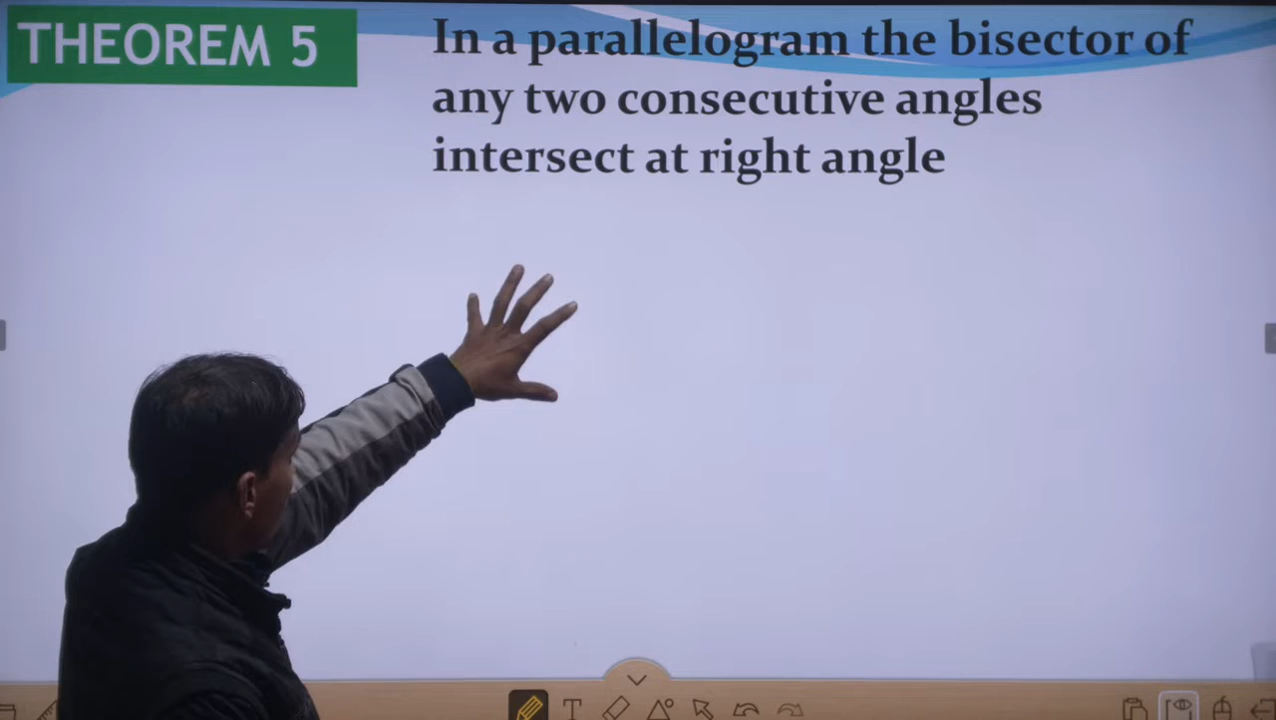 THEOREM 5
In a parallelogram the bisector of
any two consecutive angles
intersect at right angle
T